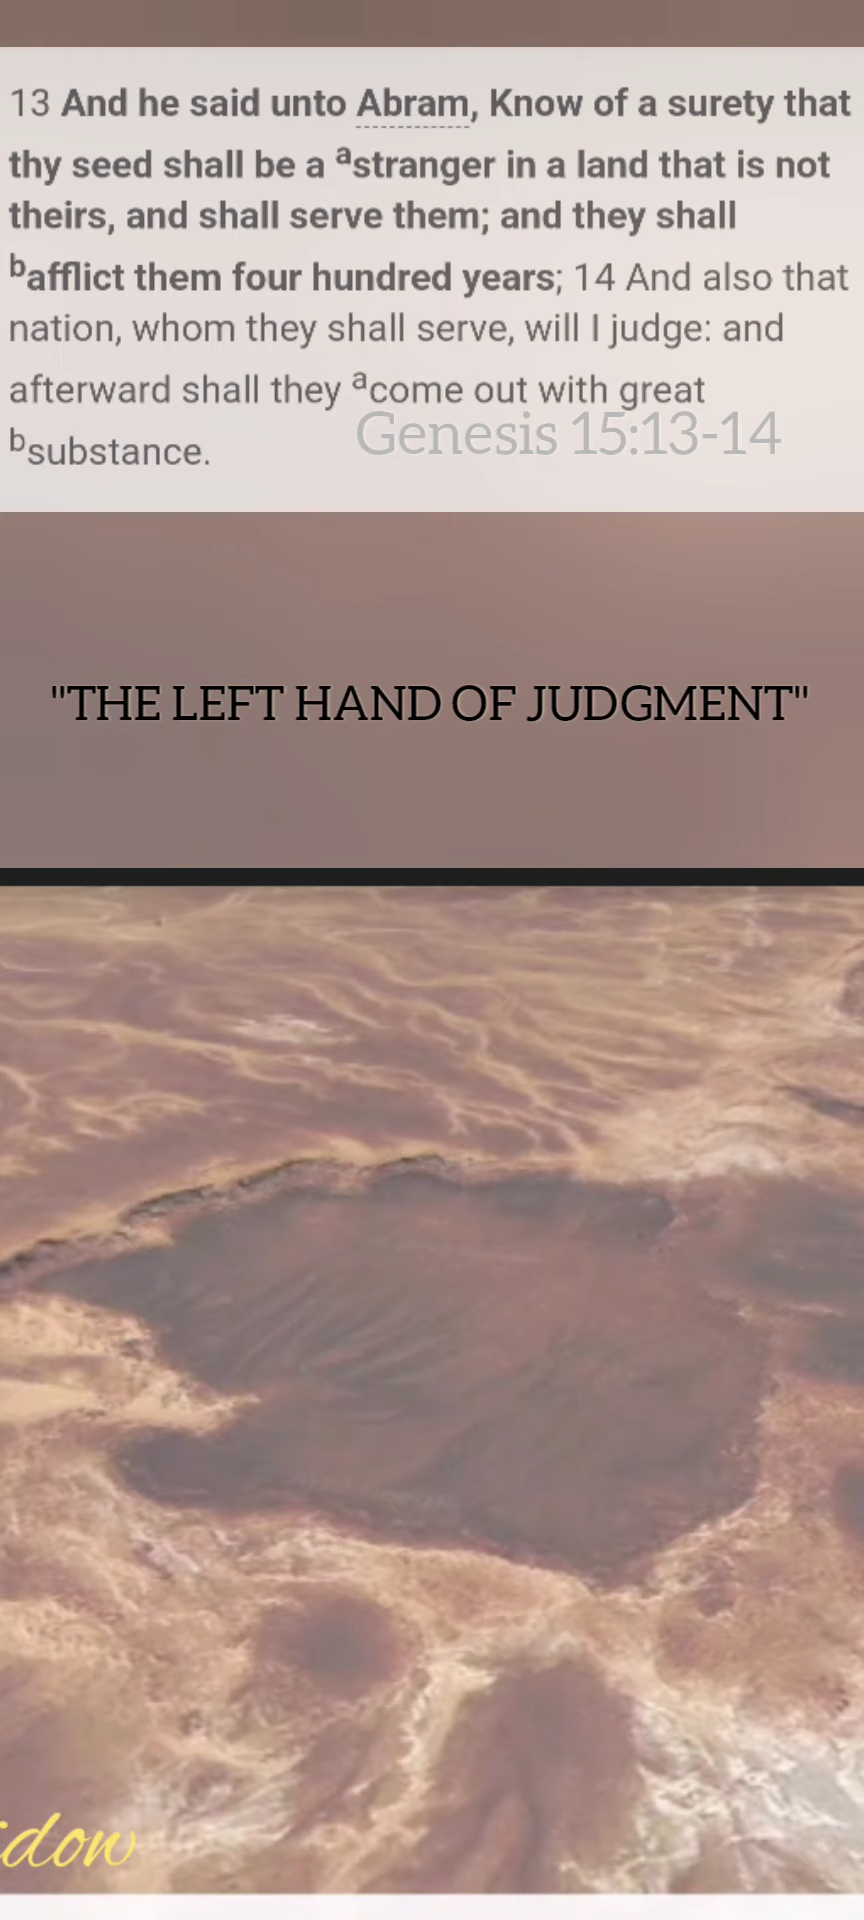 13 And he said unto Abram, Know of a surety that
thy seed shall be a ᵃstranger in a land that is not
theirs, and shall serve them; and they shall
ᵇafflict them four hundred years; 14 And also that
nation, whom they shall serve, will I judge: and
afterward shall they ᵃcome out with great
ᵇsubstance.
Genesis 15:13-14
"THE LEFT HAND OF JUDGMENT"
idow